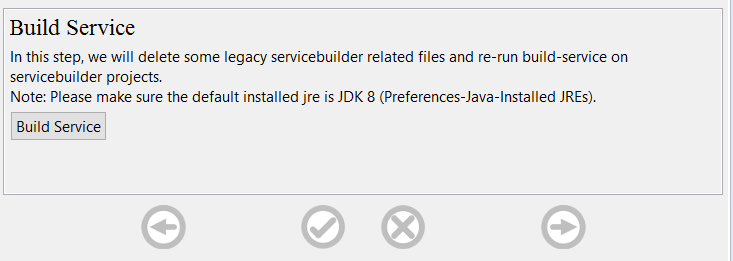 Build Service
In this step, we will delete some legacy servicebuilder related files and re-run build-service on
servicebuilder projects.
Note: Please make sure the default installed jre is JDK 8 (Preferences-Java-Installed JREs).
Build Service